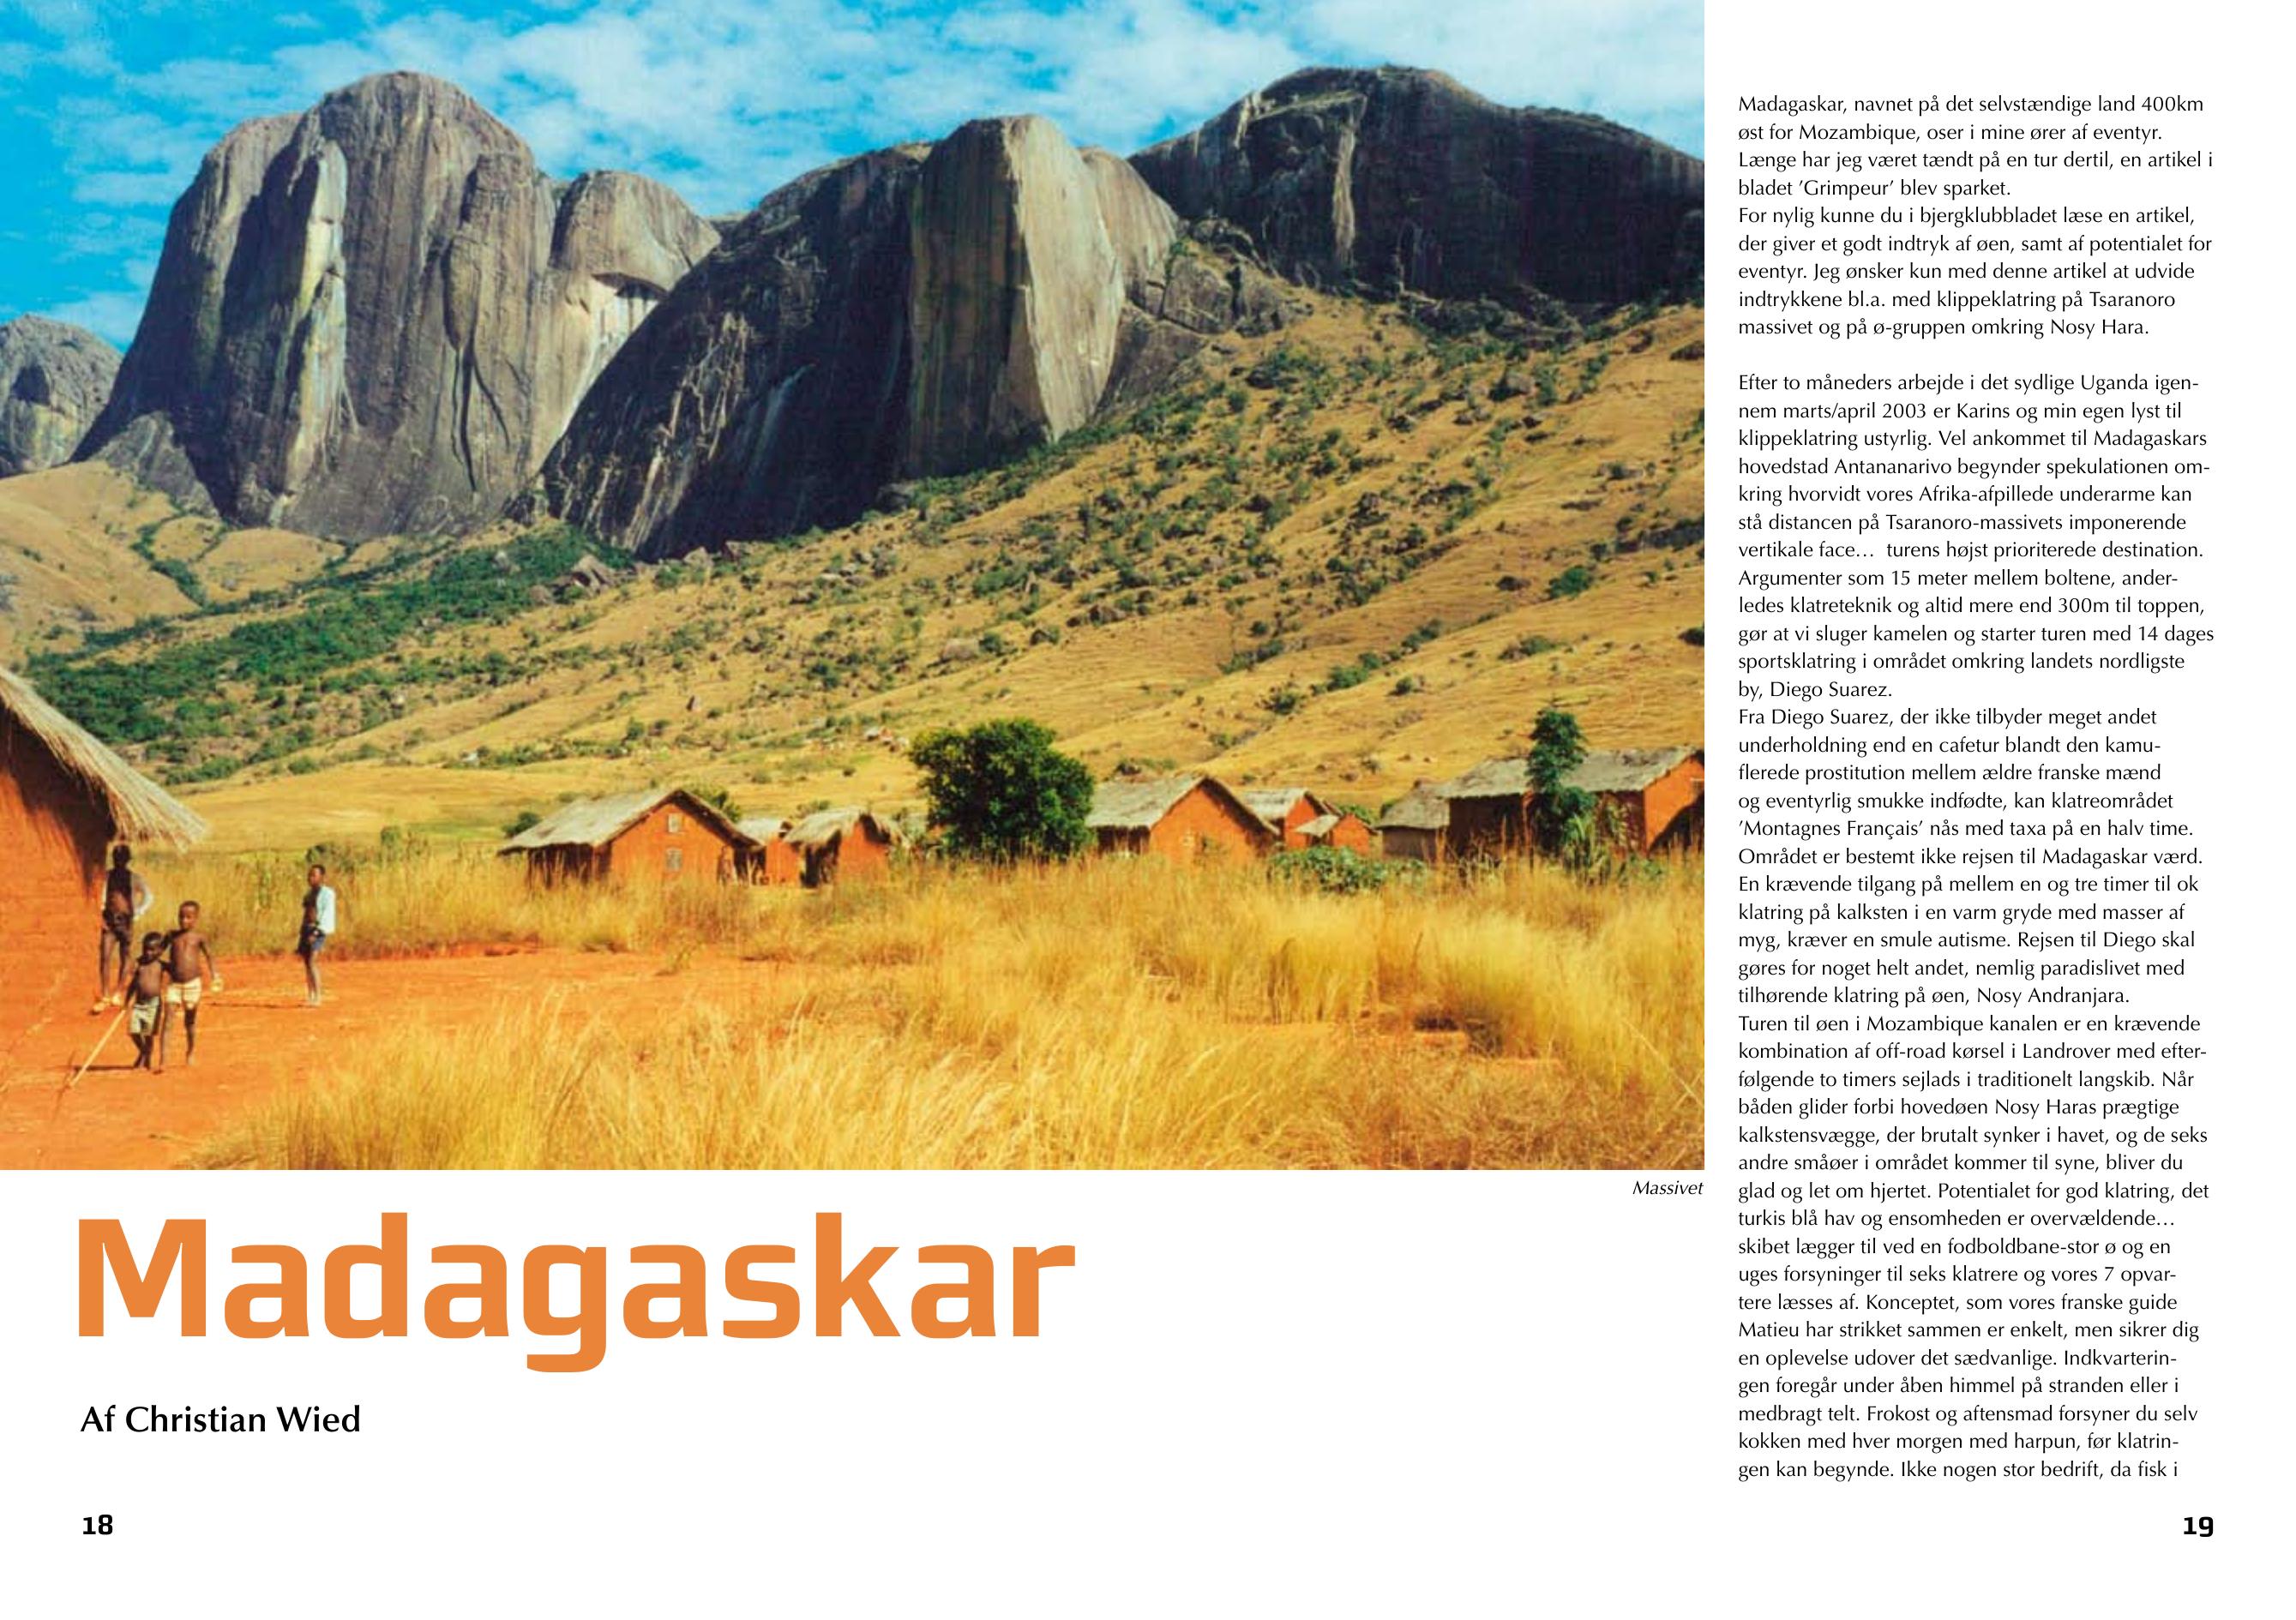 Massivet
Madagaskar
Af Christian Wied
18
Madagaskar, navnet på det selvstændige land 400km
øst for Mozambique, oser i mine ører af eventyr.
Længe har jeg været tændt på en tur dertil, en artikel i
bladet ’Grimpeur’ blev sparket.
For nylig kunne du i bjergklubbladet læse en artikel,
der giver et godt indtryk af øen, samt af potentialet for
eventyr. Jeg ønsker kun med denne artikel at udvide
indtrykkene bl.a. med klippeklatring på Tsaranoro
massivet og på ø-gruppen omkring Nosy Hara.
Efter to måneders arbejde i det sydlige Uganda igen-
nem marts/april 2003 er Karins og min egen lyst til
klippeklatring ustyrlig. Vel ankommet til Madagaskars
hovedstad Antananarivo begynder spekulationen om-
kring hvorvidt vores Afrika-afpillede underarme kan
stå distancen på Tsaranoro-massivets imponerende
vertikale face…  turens højst prioriterede destination.
Argumenter som 15 meter mellem boltene, ander-
ledes klatreteknik og altid mere end 300m til toppen,
gør at vi sluger kamelen og starter turen med 14 dages
sportsklatring i området omkring landets nordligste
by, Diego Suarez.
Fra Diego Suarez, der ikke tilbyder meget andet
underholdning end en cafetur blandt den kamu-
flerede prostitution mellem ældre franske mænd
og eventyrlig smukke indfødte, kan klatreområdet
’Montagnes Français’ nås med taxa på en halv time.
Området er bestemt ikke rejsen til Madagaskar værd.
En krævende tilgang på mellem en og tre timer til ok
klatring på kalksten i en varm gryde med masser af
myg, kræver en smule autisme. Rejsen til Diego skal
gøres for noget helt andet, nemlig paradislivet med
tilhørende klatring på øen, Nosy Andranjara.
Turen til øen i Mozambique kanalen er en krævende
kombination af off-road kørsel i Landrover med efter-
følgende to timers sejlads i traditionelt langskib. Når
båden glider forbi hovedøen Nosy Haras prægtige
kalkstensvægge, der brutalt synker i havet, og de seks
andre småøer i området kommer til syne, bliver du
glad og let om hjertet. Potentialet for god klatring, det
turkis blå hav og ensomheden er overvældende…
skibet lægger til ved en fodboldbane-stor ø og en
uges forsyninger til seks klatrere og vores 7 opvar-
tere læsses af. Konceptet, som vores franske guide
Matieu har strikket sammen er enkelt, men sikrer dig
en oplevelse udover det sædvanlige. Indkvarterin-
gen foregår under åben himmel på stranden eller i
medbragt telt. Frokost og aftensmad forsyner du selv
kokken med hver morgen med harpun, før klatrin-
gen kan begynde. Ikke nogen stor bedrift, da fisk i
19